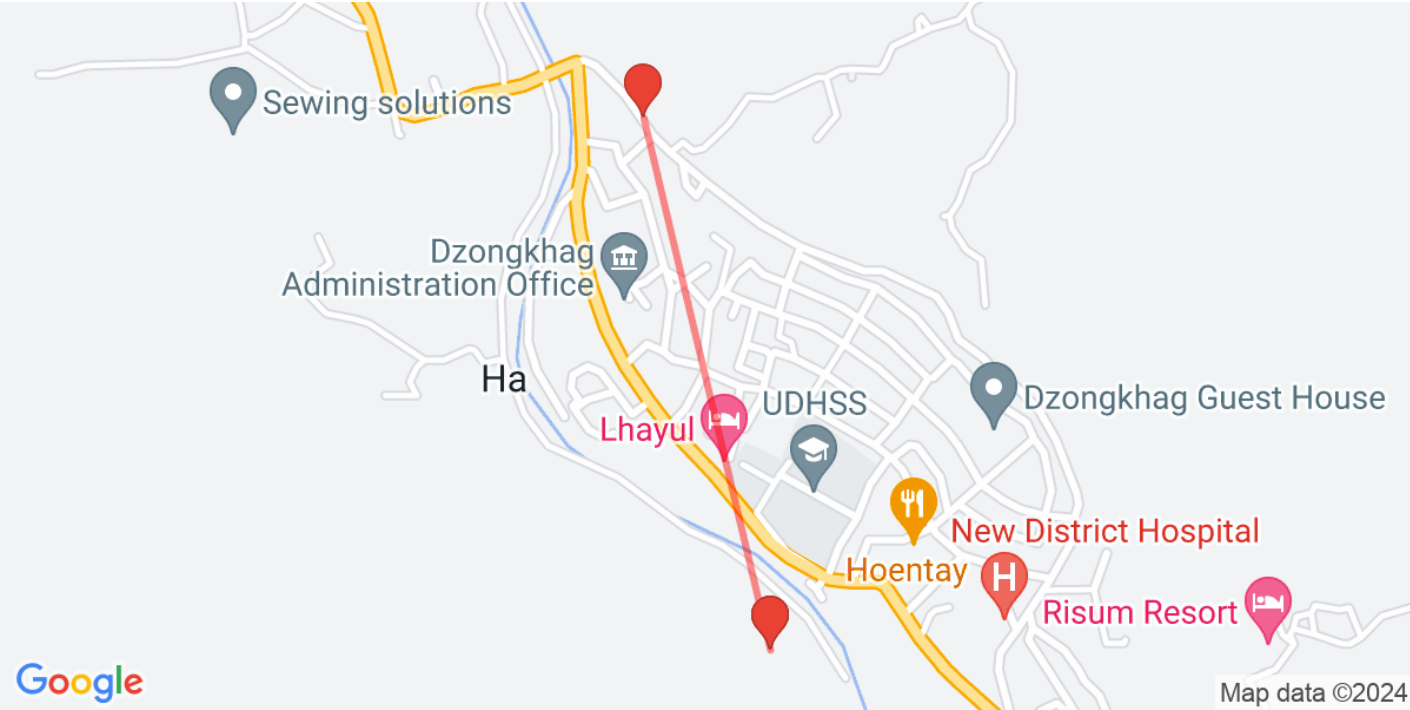 Sewing solutions
Dzongkhag
Administration Office
Ha
UDHSS
Dzongkhag Guest House
Lhayul
New District Hospital
Hoentay
H
Risum Resort
Google
Map data ©2024